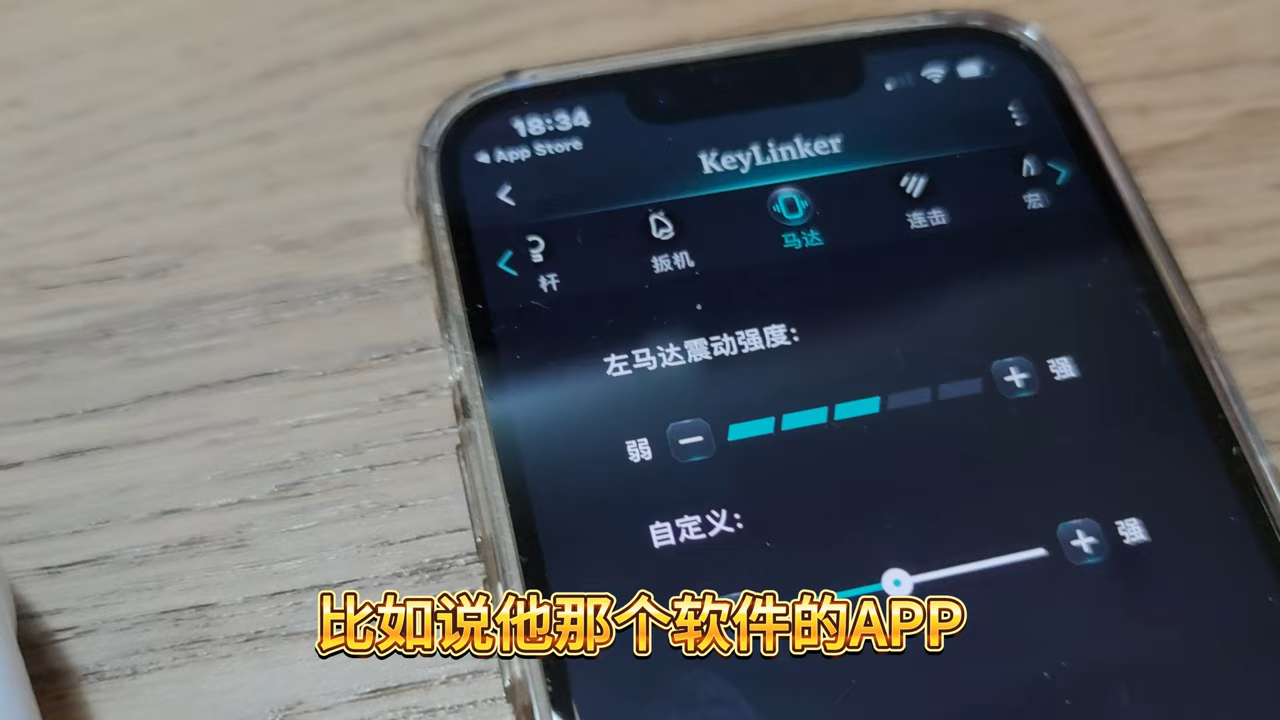 18:34
App Store
KeyLinker
杆
扳机
马达
连击
宏
左马达震动强度:
弱
强
自定义:
强
比如说他那个软件的APP